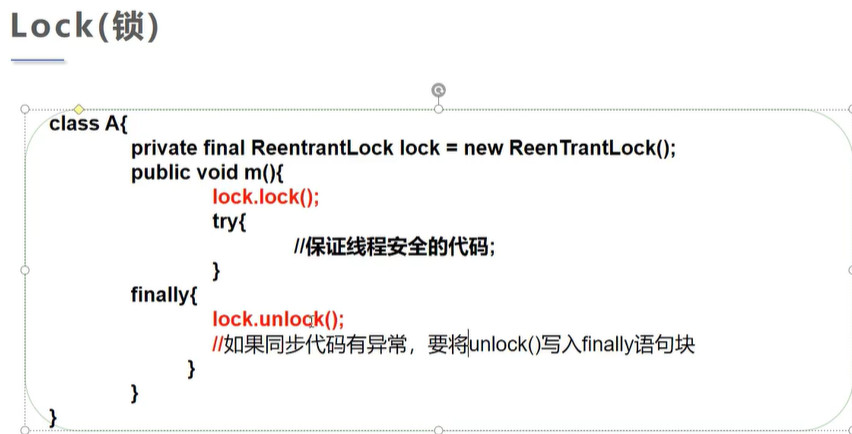 Lock(锁)
class A{
private final ReentrantLock lock = new ReenTrantLock();
public void m(){
lock.lock();
try{
//保证线程安全的代码;
}
finally{
lock.unlock();
//如果同步代码有异常，要将unlock()写入finally语句块
}
}
}